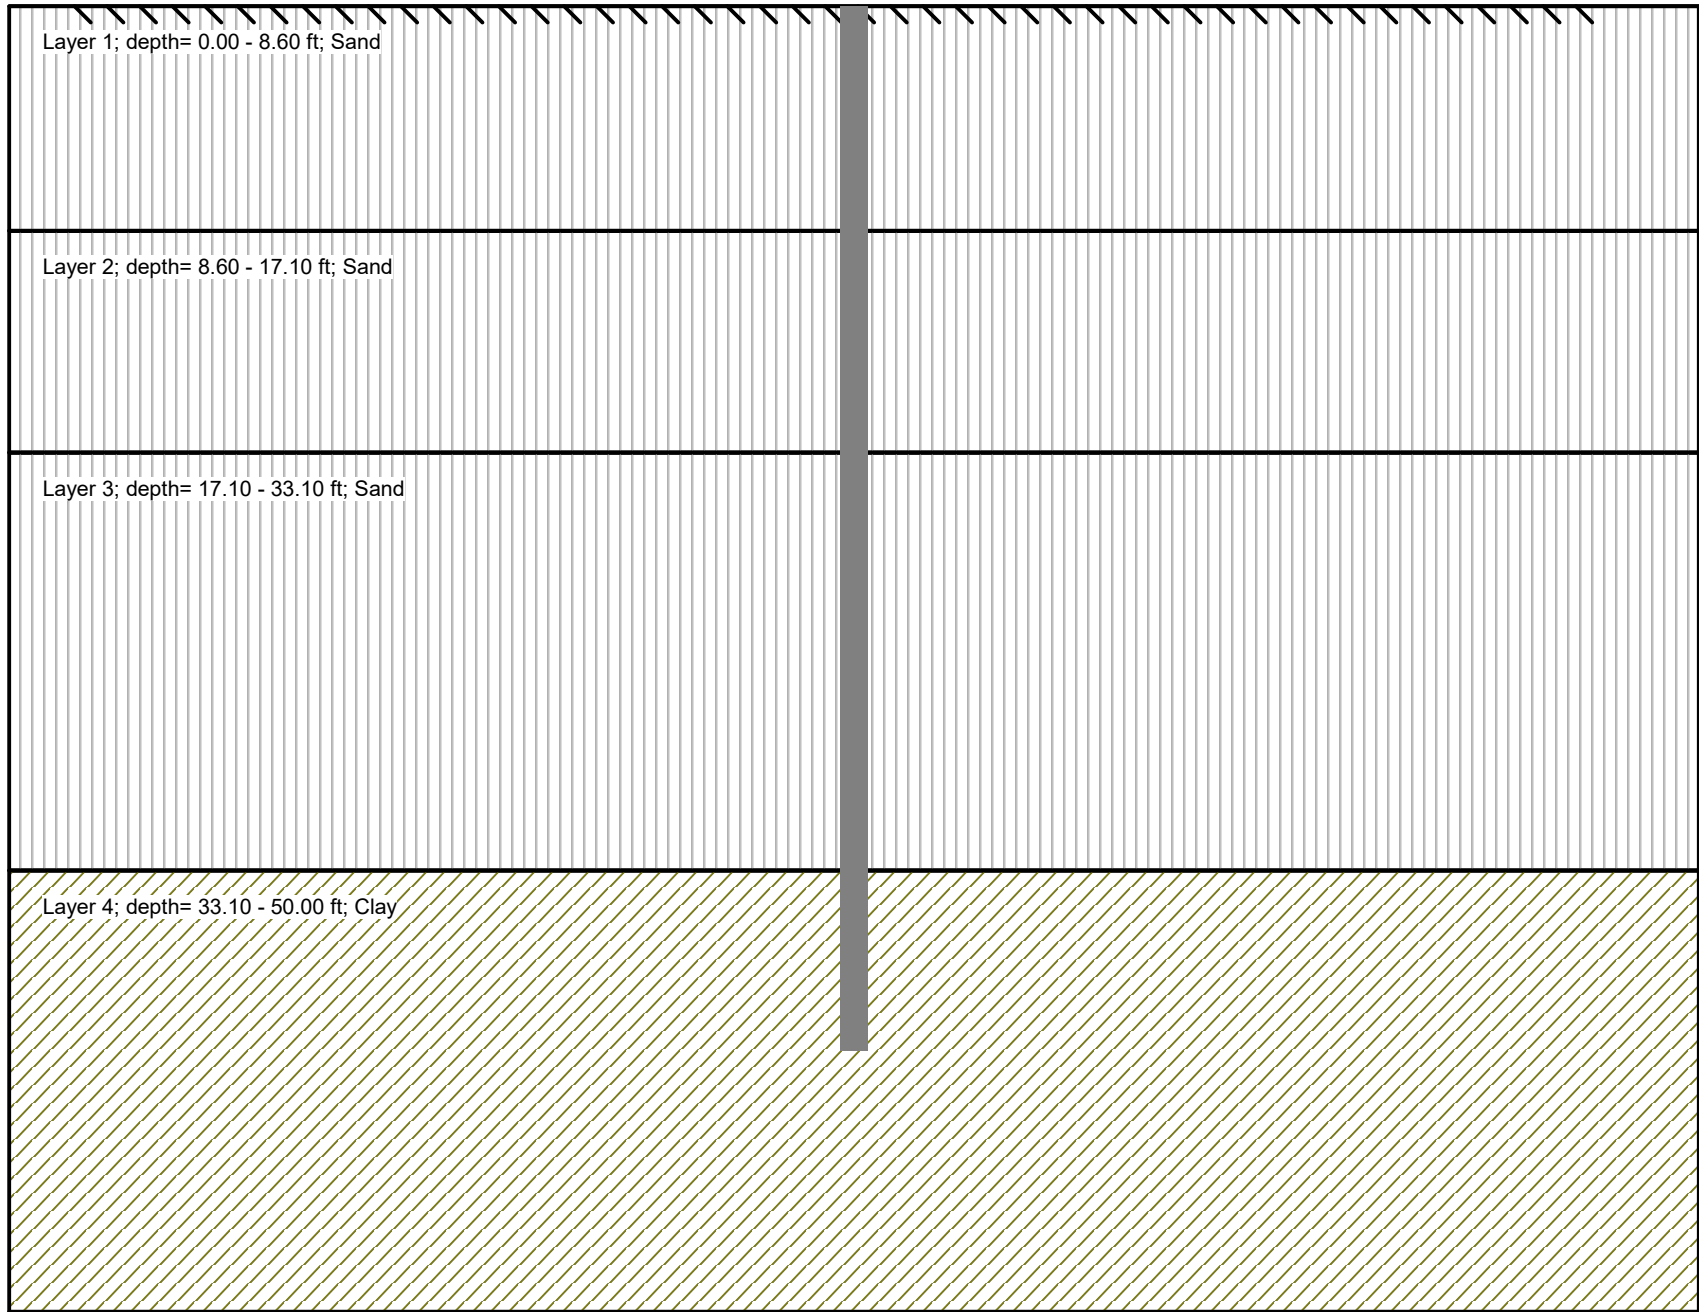 Layer 1; depth= 0.00 - 8.60 ft; Sand
Layer 2; depth= 8.60 - 17.10 ft; Sand
Layer 3; depth= 17.10 - 33.10 ft; Sand
Layer 4; depth= 33.10 - 50.00 ft; Clay